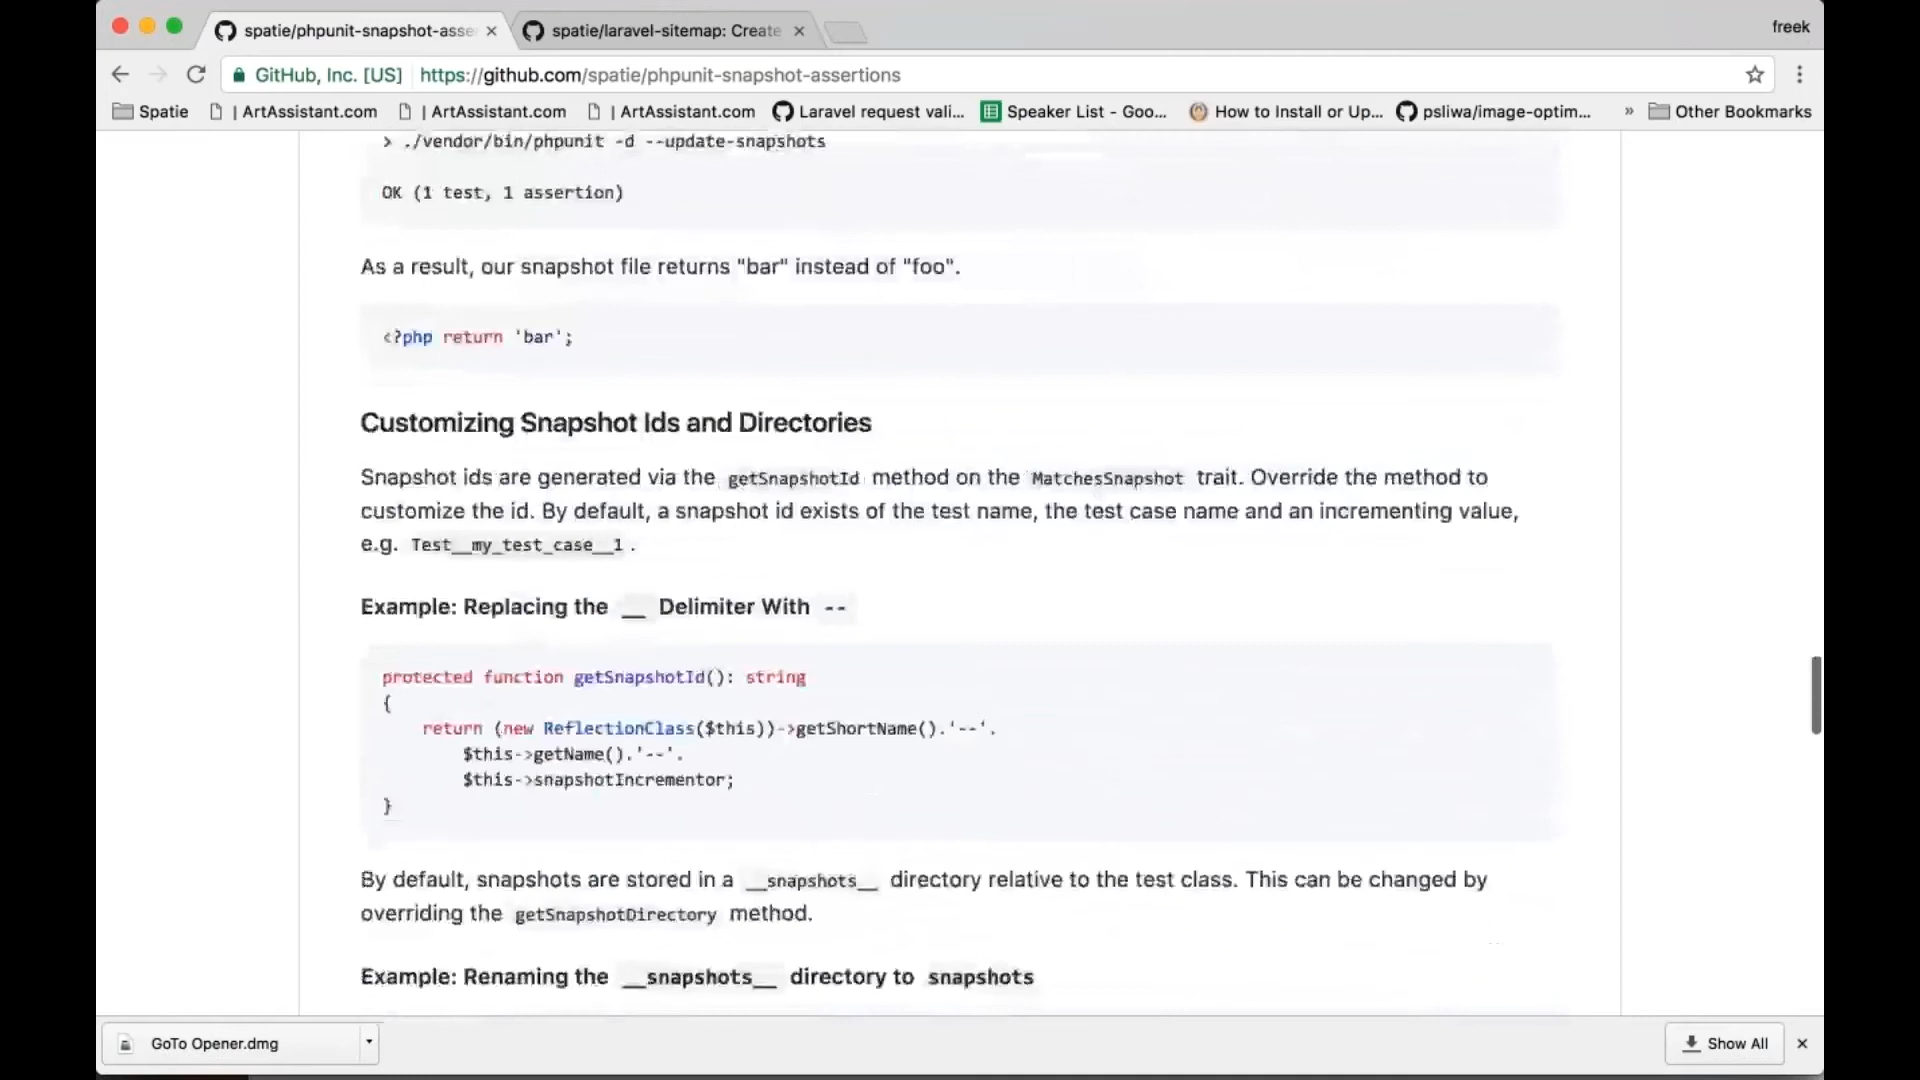 spatie/phpunit-snapshot-asse
spatie/laravel-sitemap: Create
freek
GitHub, Inc. [US]
https://github.com/spatie/phpunit-snapshot-assertions
Spatie
| ArtAssistant.com
| ArtAssistant.com
| ArtAssistant.com
Laravel request vali...
Speaker List - Goo...
How to Install or Up...
psliwa/image-optim...
»
Other Bookmarks
> ./vendor/bin/phpunit -d --update-snapshots
OK (1 test, 1 assertion)
As a result, our snapshot file returns "bar" instead of "foo".
<?php return 'bar';
Customizing Snapshot Ids and Directories
Snapshot ids are generated via the getSnapshotId method on the MatchesSnapshot trait. Override the method to
customize the id. By default, a snapshot id exists of the test name, the test case name and an incrementing value,
e.g. Test__my_test_case__1 .
Example: Replacing the __ Delimiter With --
protected function getSnapshotId(): string
{
return (new ReflectionClass($this))->getShortName().'--'.
$this->getName().'--'.
$this->snapshotIncrementor;
}
By default, snapshots are stored in a __snapshots__ directory relative to the test class. This can be changed by
overriding the getSnapshotDirectory method.
Example: Renaming the __snapshots__ directory to snapshots
GoTo Opener.dmg
Show All